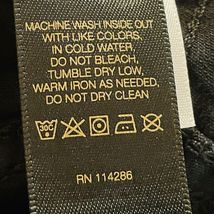 MACHINE WASH INSIDE OUT
WITH LIKE COLORS,
IN COLD WATER,
DO NOT BLEACH,
TUMBLE DRY LOW,
WARM IRON AS NEEDED,
DO NOT DRY CLEAN
30C
RN 114286